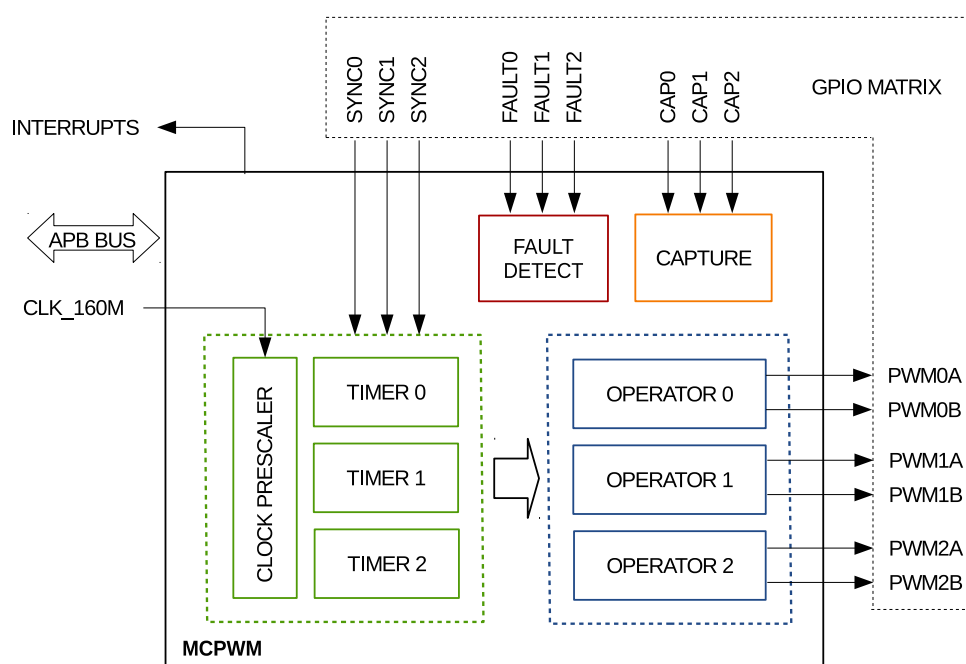 SYNC0
SYNC1
SYNC2
FAULT0
FAULT1
FAULT2
CAP0
CAP1
CAP2
GPIO MATRIX
INTERRUPTS
APB BUS
FAULT
DETECT
CAPTURE
CLK_160M
CLOCK PRESCALER
TIMER 0
TIMER 1
TIMER 2
OPERATOR 0
OPERATOR 1
OPERATOR 2
PWM0A
PWM0B
PWM1A
PWM1B
PWM2A
PWM2B
MCPWM